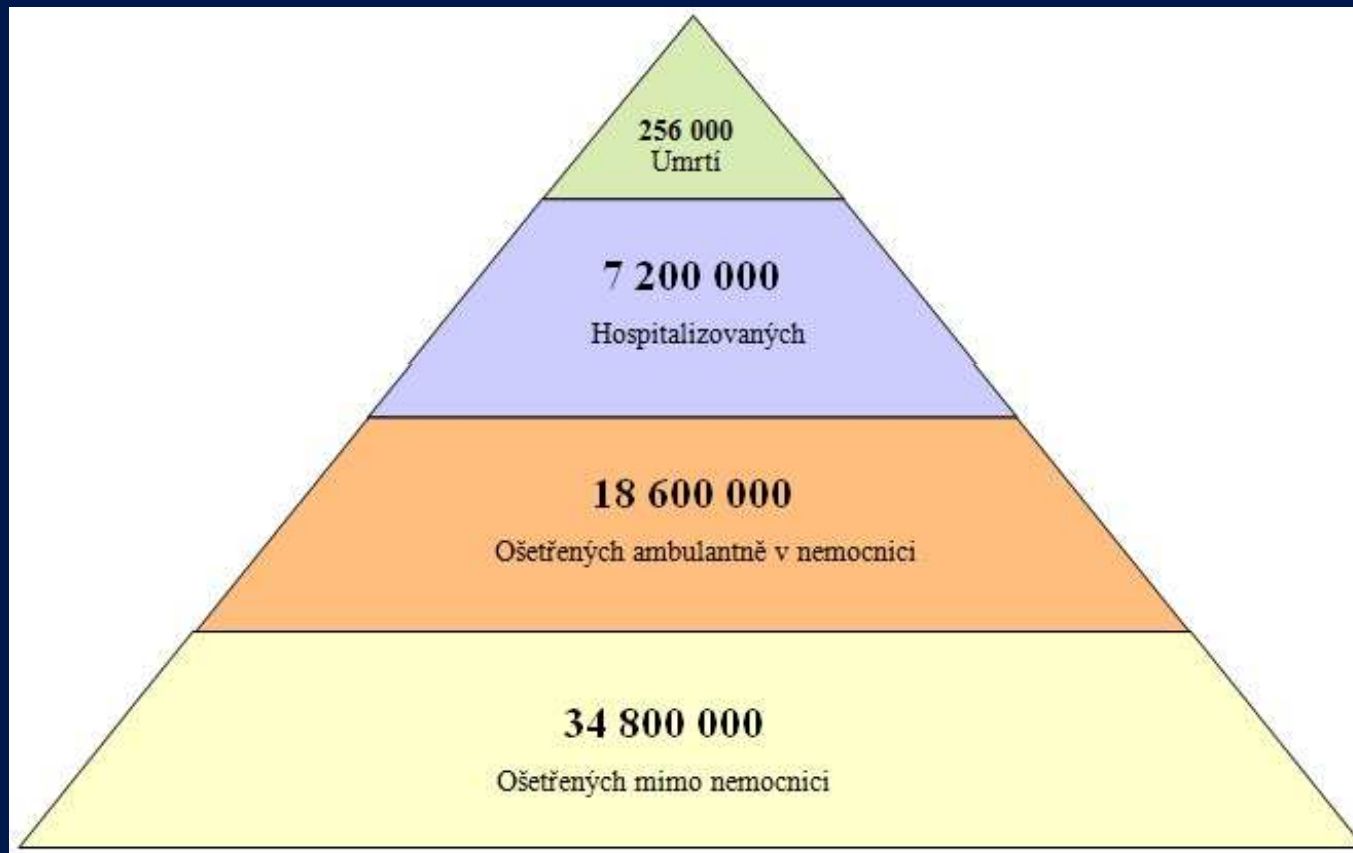 256 000
Umrtí
7 200 000
Hospitalizovaných
18 600 000
Ošetřených ambulantně v nemocnici
34 800 000
Ošetřených mimo nemocnici